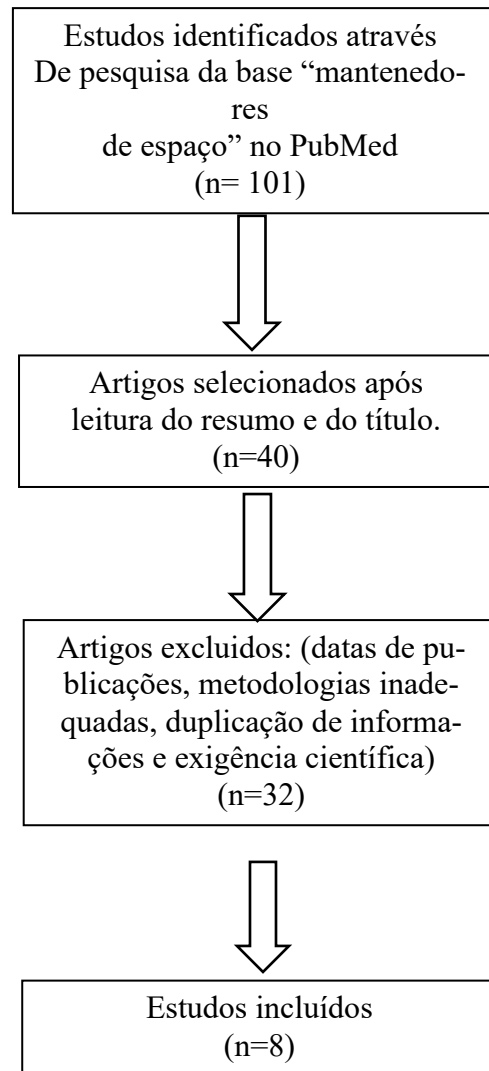 Estudos identificados através
De pesquisa da base “mantenedo-
res
de espaço” no PubMed
(n= 101)
Artigos selecionados após
leitura do resumo e do título.
(n=40)
Artigos excluidos: (datas de pu-
blicações, metodologias inade-
quadas, duplicação de informa-
ções e exigência científica)
(n=32)
Estudos incluídos
(n=8)